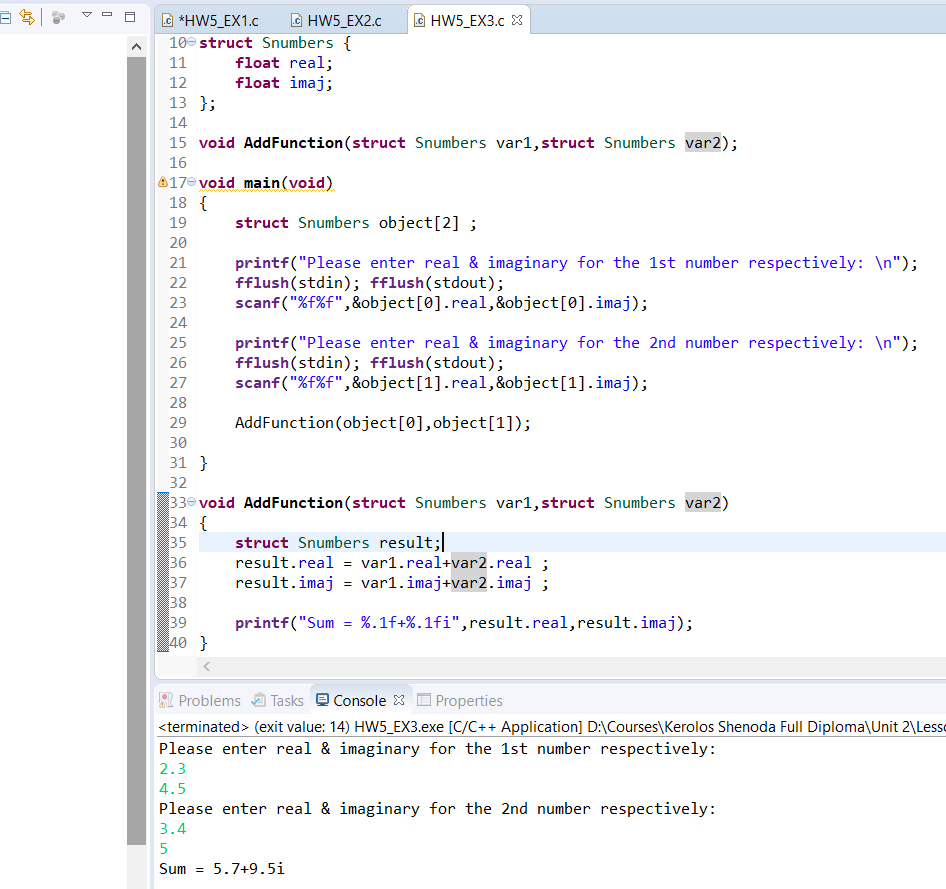 *HW5_EX1.c HW5_EX2.c HW5_EX3.c
10 struct Snumbers {
11 float real;
12 float imaj;
13 };
14
15 void AddFunction(struct Snumbers var1,struct Snumbers var2);
16
17 void main(void)
18 {
19 struct Snumbers object[2] ;
20
21 printf("Please enter real & imaginary for the 1st number respectively: \n");
22 fflush(stdin); fflush(stdout);
23 scanf("%f%f",&object[0].real,&object[0].imaj);
24
25 printf("Please enter real & imaginary for the 2nd number respectively: \n");
26 fflush(stdin); fflush(stdout);
27 scanf("%f%f",&object[1].real,&object[1].imaj);
28
29 AddFunction(object[0],object[1]);
30
31 }
32
33 void AddFunction(struct Snumbers var1,struct Snumbers var2)
34 {
35 struct Snumbers result;
36 result.real = var1.real+var2.real ;
37 result.imaj = var1.imaj+var2.imaj ;
38
39 printf("Sum = %.1f+%.1fi",result.real,result.imaj);
40 }
Problems Tasks Console Properties
<terminated> (exit value: 14) HW5_EX3.exe [C/C++ Application] D:\Courses\Kerolos Shenoda Full Diploma\Unit 2\Lesso
Please enter real & imaginary for the 1st number respectively:
2.3
4.5
Please enter real & imaginary for the 2nd number respectively:
3.4
5
Sum = 5.7+9.5i